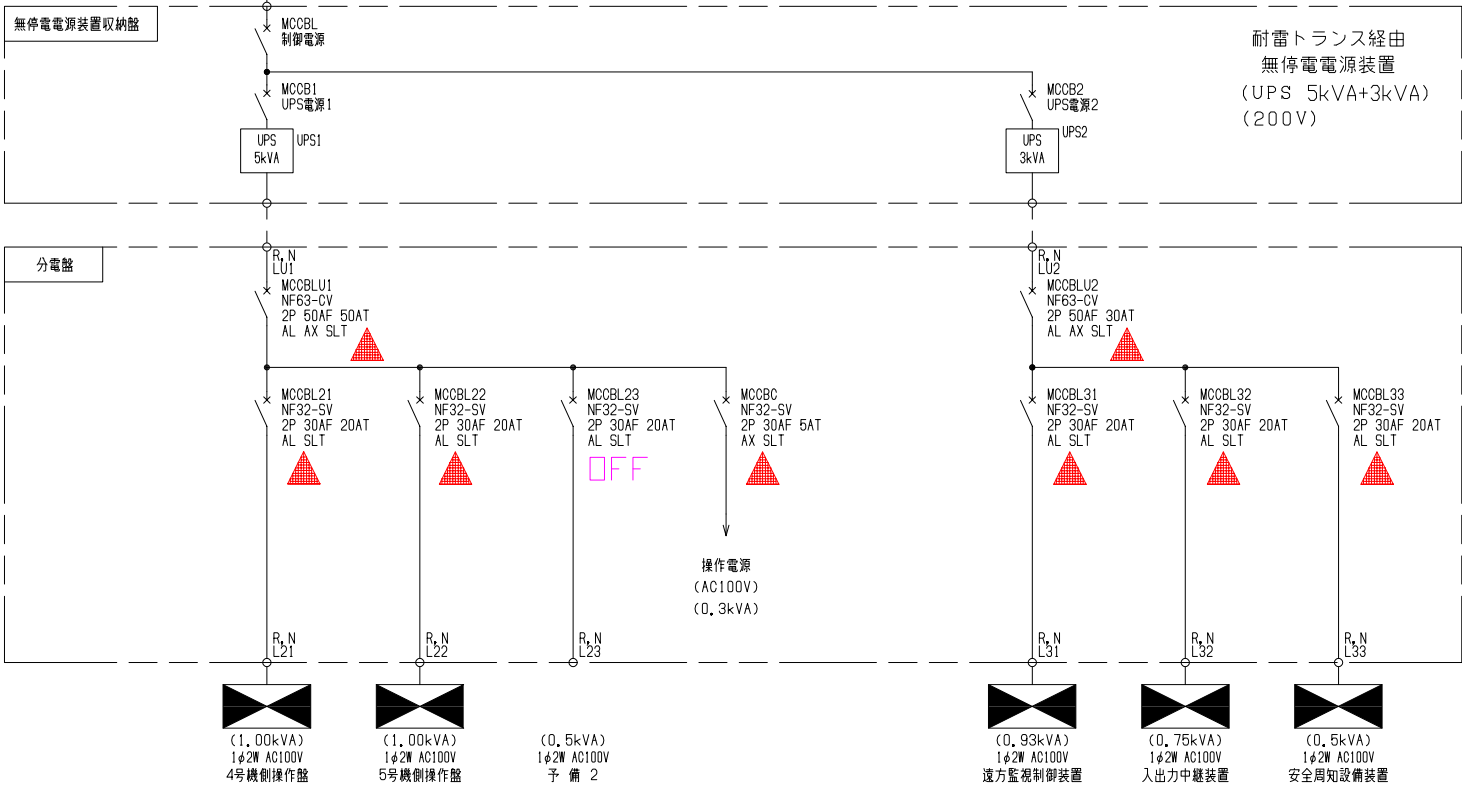 無停電電源装置収納盤
MCCBL
制御電源
耐雷トランス経由
無停電電源装置
(UPS 5kVA+3kVA)
(200V)
MCCB1
UPS電源1
MCCB2
UPS電源2
UPS
5kVA
UPS1
UPS
3kVA
UPS2
分電盤
R,N
LU1
MCCBLU1
NF63-CV
2P 50AF 50AT
AL AX SLT
R,N
LU2
MCCBLU2
NF63-CV
2P 50AF 30AT
AL AX SLT
MCCBL21
NF32-SV
2P 30AF 20AT
AL SLT
MCCBL22
NF32-SV
2P 30AF 20AT
AL SLT
MCCBL23
NF32-SV
2P 30AF 20AT
AL SLT
OFF
MCCBC
NF32-SV
2P 30AF 5AT
AX SLT
MCCBL31
NF32-SV
2P 30AF 20AT
AL SLT
MCCBL32
NF32-SV
2P 30AF 20AT
AL SLT
MCCBL33
NF32-SV
2P 30AF 20AT
AL SLT
操作電源
(AC100V)
(0.3kVA)
R,N
L21
R,N
L22
R,N
L23
R,N
L31
R,N
L32
R,N
L33
(1.00kVA)
1φ2W AC100V
4号機側操作盤
(1.00kVA)
1φ2W AC100V
5号機側操作盤
(0.5kVA)
1φ2W AC100V
予 備 2
(0.93kVA)
1φ2W AC100V
遠方監視制御装置
(0.75kVA)
1φ2W AC100V
入出力中継装置
(0.5kVA)
1φ2W AC100V
安全周知設備装置